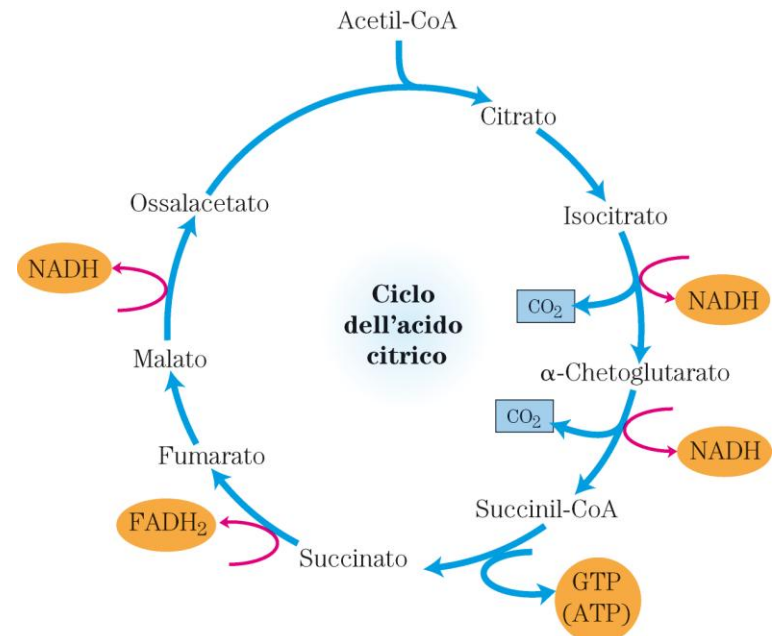 Acetil-CoA
Citrato
Isocitrato
NADH
CO₂
α-Chetoglutarato
CO₂
NADH
Succinil-CoA
GTP
(ATP)
Succinato
FADH₂
Fumarato
Malato
NADH
Ossalacetato
Ciclo
dell'acido
citrico